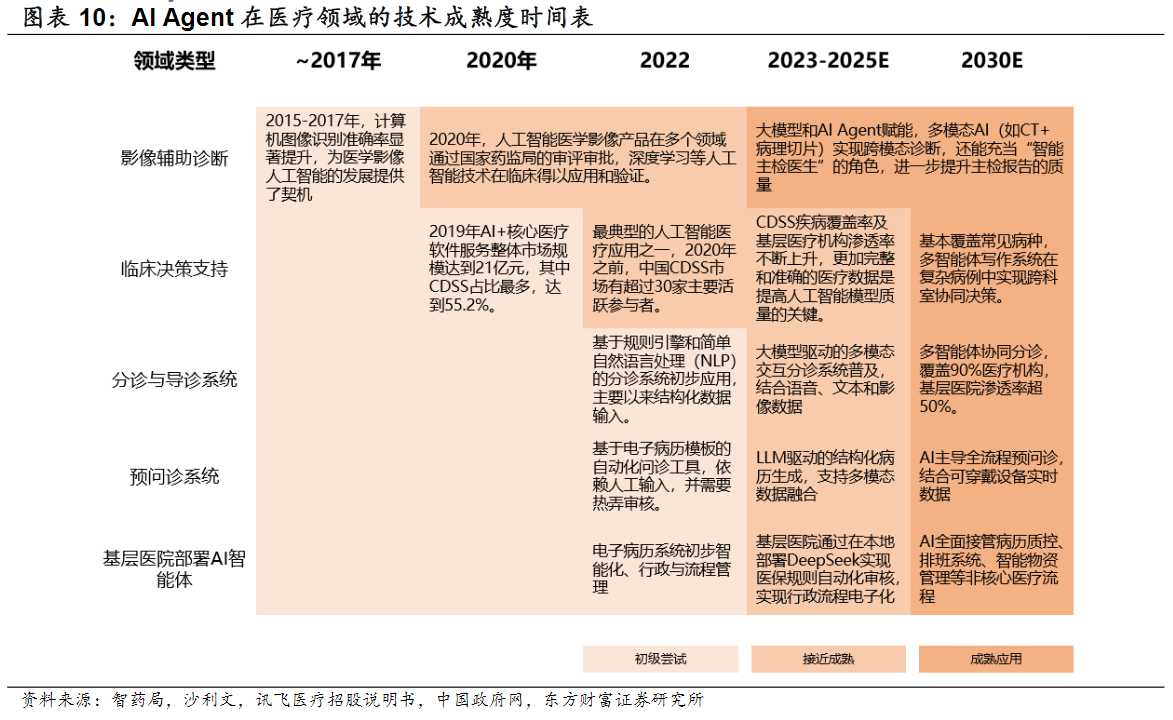 图表 10：AI Agent 在医疗领域的技术成熟度时间表
领域类型
~2017年
2020年
2022
2023-2025E
2030E
影像辅助诊断
2015-2017年，计算
机图像识别准确率显
著提升，为医学影像
人工智能的发展提供
了契机
2020年，人工智能医学影像产品在多个领域
通过国家药监局的审评审批，深度学习等人工
智能技术在临床得以应用和验证。
大模型和AI Agent赋能，多模态AI（如CT+
病理切片）实现跨模态诊断，还能充当“智能
主检医生”的角色，进一步提升主检报告的质
量
临床决策支持
2019年AI+核心医疗
软件服务整体市场规
模达到21亿元，其中
CDSS占比最多，达
到55.2%。
最典型的人工智能医
疗应用之一，2020年
之前，中国CDSS市
场有超过30家主要活
跃参与者。
CDSS疾病覆盖率及
基层医疗机构渗透率
不断上升，更加完整
和准确的医疗数据是
提高人工智能模型质
量的关键。
基本覆盖常见病种，
多智能体写作系统在
复杂病例中实现跨科
室协同决策。
分诊与导诊系统
基于规则引擎和简单
自然语言处理（NLP）
的分诊系统初步应用，
主要以来结构化数据
输入。
大模型驱动的多模态
交互分诊系统普及，
结合语音、文本和影
像数据
多智能体协同分诊，
覆盖90%医疗机构，
基层医院渗透率超
50%。
预问诊系统
基于电子病历模板的
自动化问诊工具，依
赖人工输入，并需要
热弄审核。
LLM驱动的结构化病
历生成，支持多模态
数据融合
AI主导全流程预问诊，
结合可穿戴设备实时
数据
基层医院部署AI智
能体
电子病历系统初步智
能化、行政与流程管
理
基层医院通过在本地
部署DeepSeek实现
医保规则自动化审核，
实现行政流程电子化
AI全面接管病历质控、
排班系统、智能物资
管理等非核心医疗流
程
初级尝试
接近成熟
成熟应用
资料来源：智药局，沙利文，讯飞医疗招股说明书，中国政府网，东方财富证券研究所